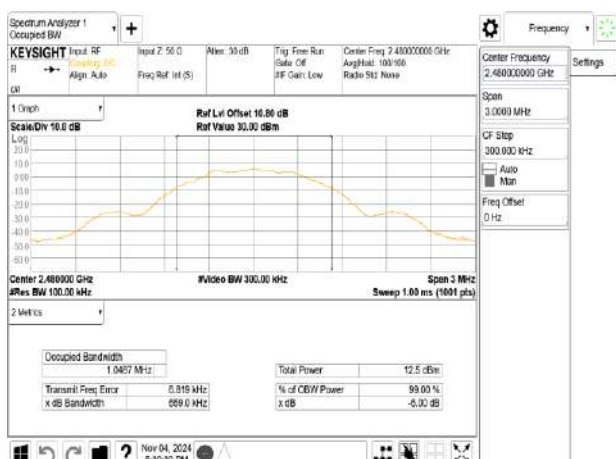 Spectrum Analyzer 1
Occupied BW
Frequency
KEYSIGHT
Input: RF
Align: Auto
Input Z: 50 Ω
Freq Ref: Int (S)
Atten: 30 dB
Trig: Free Run
Gate: Off
#IF Gain: Low
Center Freq: 2.480000000 GHz
Avg|Hold: 100/100
Radio Std: None
Center Frequency
2.480000000 GHz
Settings
Span
3.0000 MHz
CF Step
300.000 kHz
Auto
Man
Freq Offset
0 Hz
1 Graph
Scale/Div 10.0 dB
Ref Lvl Offset 10.80 dB
Ref Value 30.00 dBm
Log
Center 2.480000 GHz
#Res BW 100.00 kHz
#Video BW 300.00 kHz
Span 3 MHz
Sweep 1.00 ms (1001 pts)
2 Metrics
Occupied Bandwidth
1.0467 MHz
Total Power
12.5 dBm
Transmit Freq Error
6.819 kHz
% of OBW Power
99.00 %
x dB Bandwidth
669.0 kHz
x dB
-6.00 dB
Nov 04, 2024